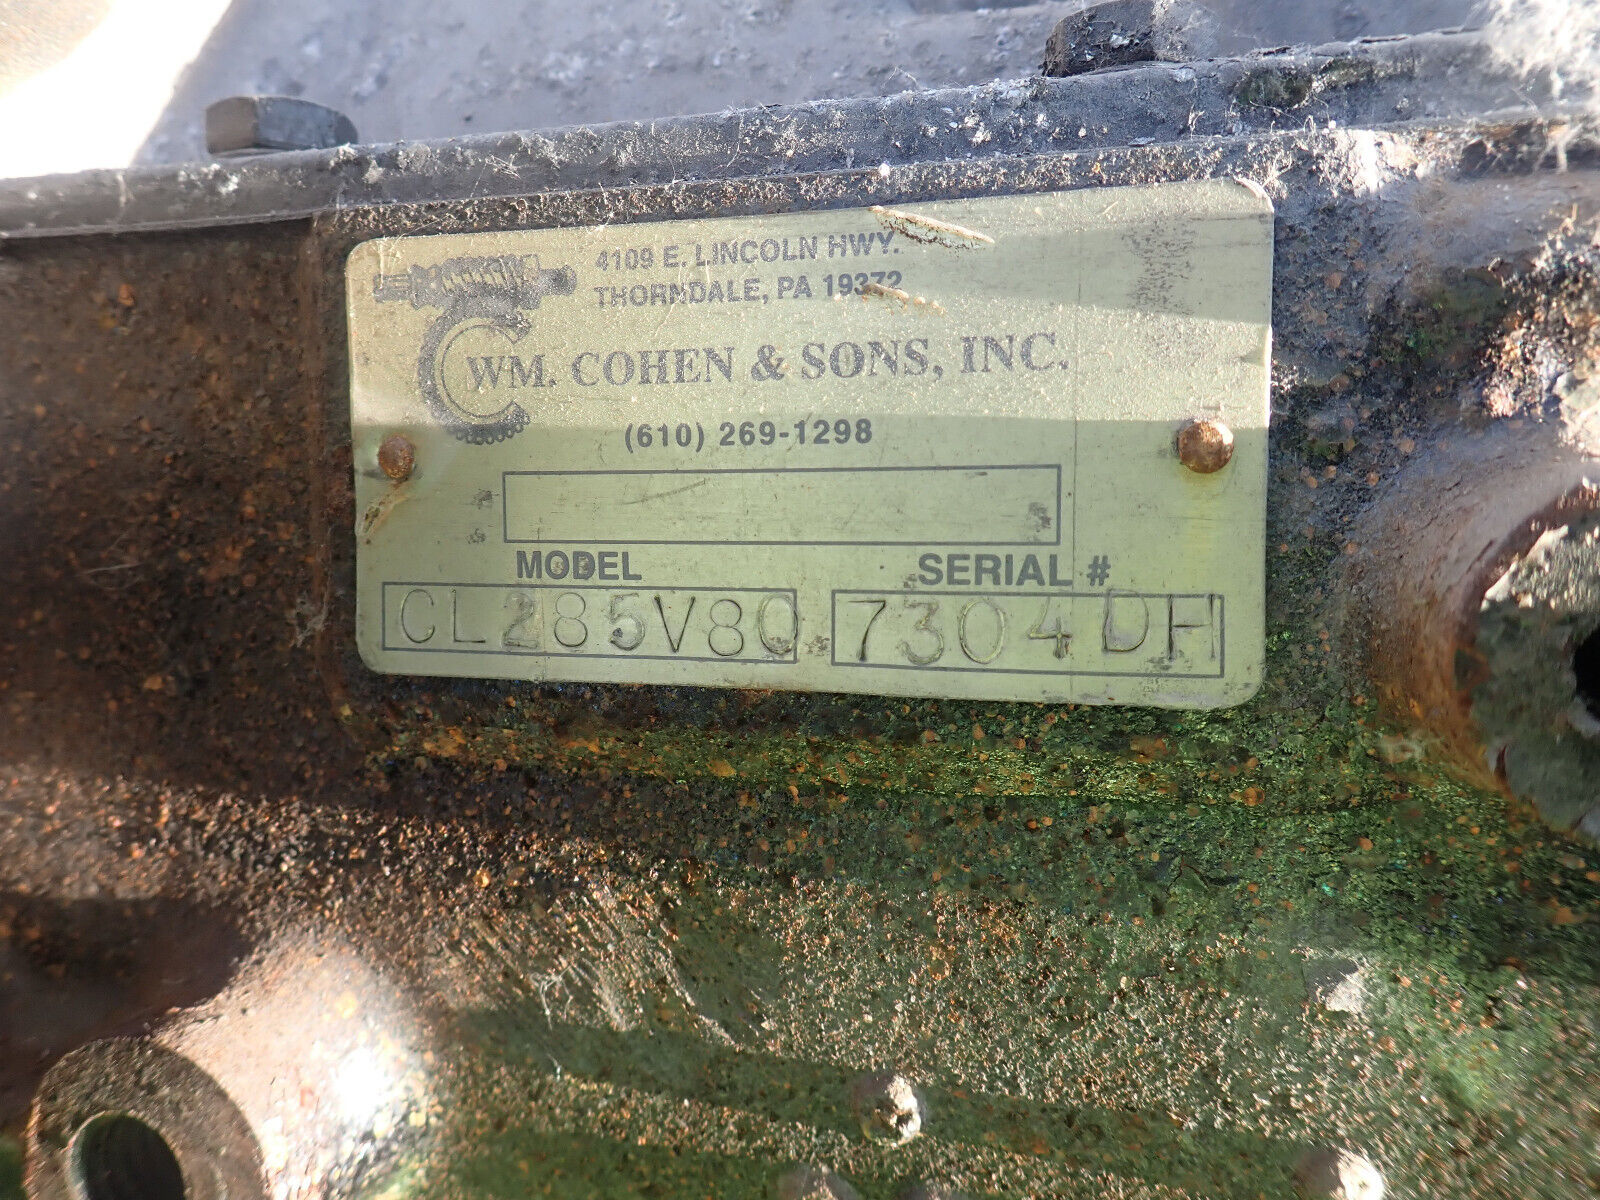 4109 E. LINCOLN HWY.
THORNDALE, PA 19372
C WM. COHEN & SONS, INC.
(610) 269-1298
MODEL SERIAL #
CL285V80 7304DH